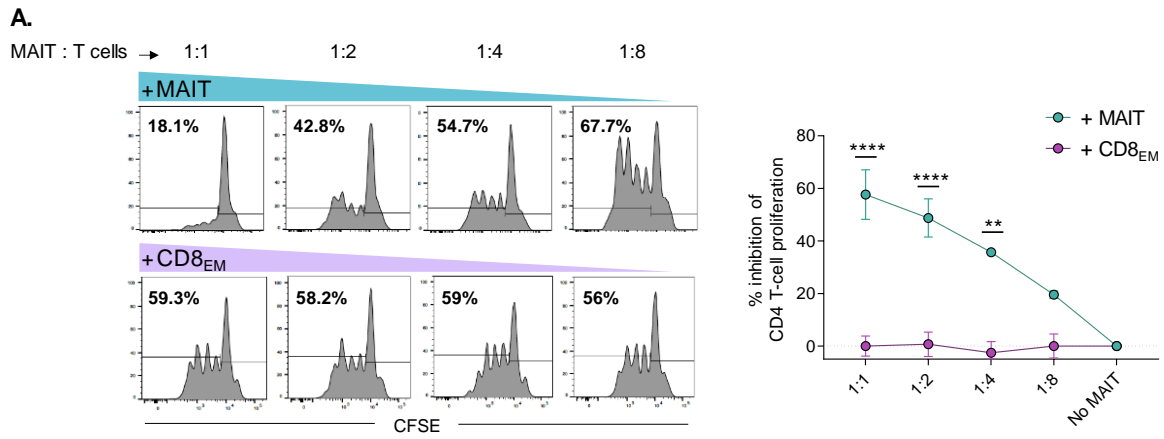 A.
MAIT : T cells → 1:1 1:2 1:4 1:8
+MAIT
18.1% 42.8% 54.7% 67.7%
+CD8EM
59.3% 58.2% 59% 56%
CFSE
% inhibition of
CD4 T-cell proliferation
80
60
40
20
0
**** **** **
1:1 1:2 1:4 1:8 No MAIT
+ MAIT
+ CD8EM